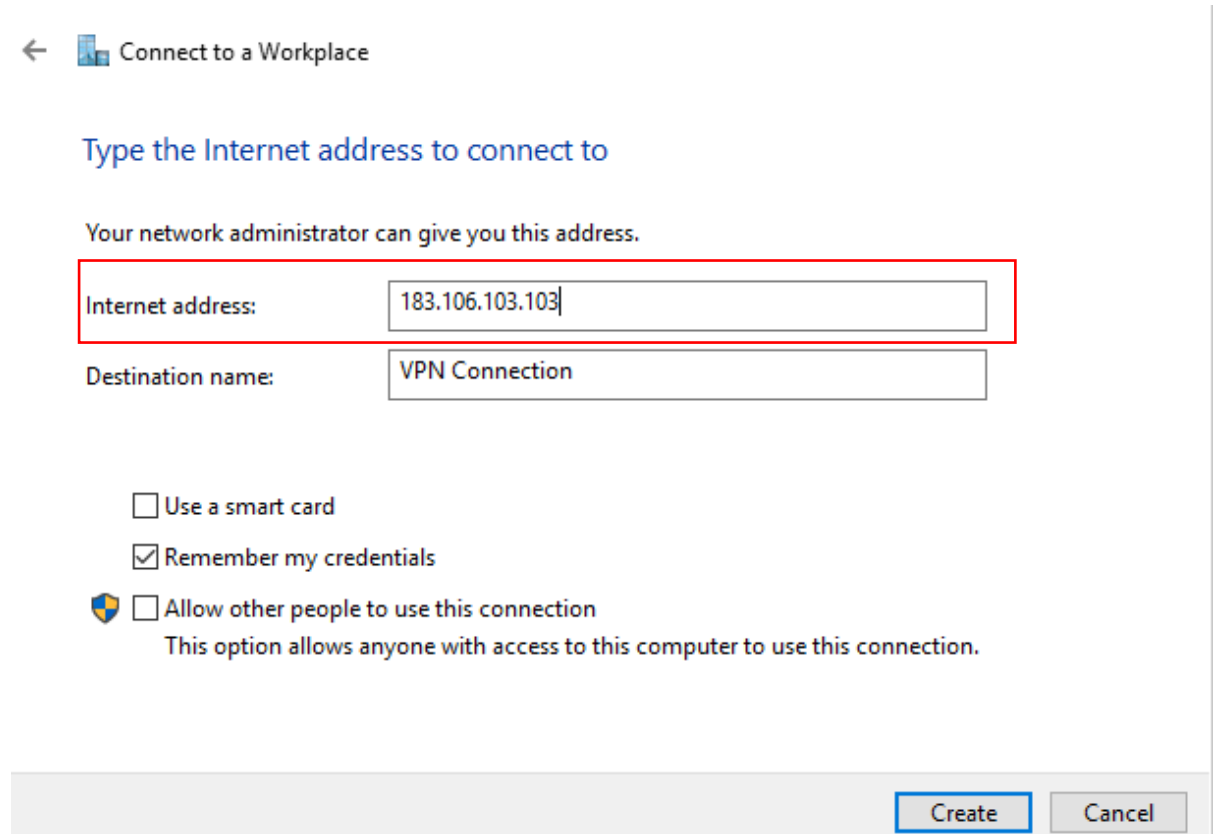 Connect to a Workplace
Type the Internet address to connect to
Your network administrator can give you this address.
Internet address: 183.106.103.103
Destination name: VPN Connection
Use a smart card
Remember my credentials
Allow other people to use this connection
This option allows anyone with access to this computer to use this connection.
Create Cancel